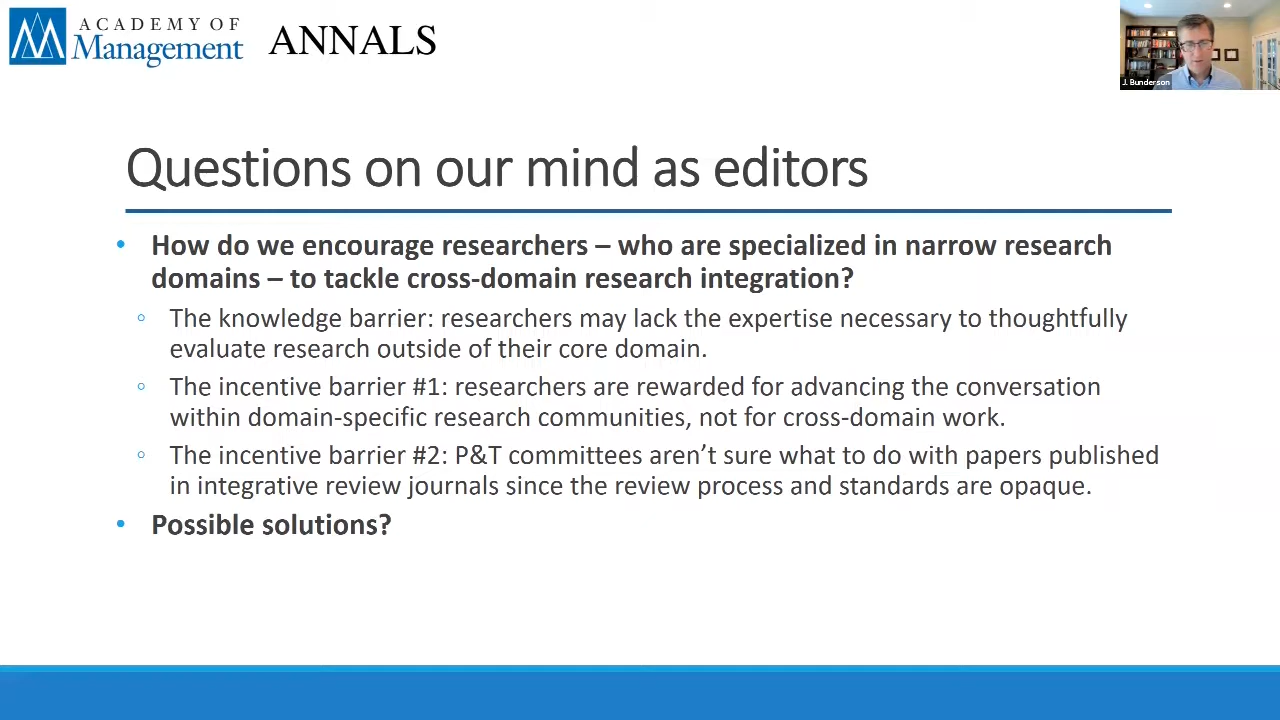 ACADEMY OF
Management
ANNALS
J. Bunderson
Questions on our mind as editors
• How do we encourage researchers – who are specialized in narrow research
domains – to tackle cross-domain research integration?
◦ The knowledge barrier: researchers may lack the expertise necessary to thoughtfully
evaluate research outside of their core domain.
◦ The incentive barrier #1: researchers are rewarded for advancing the conversation
within domain-specific research communities, not for cross-domain work.
◦ The incentive barrier #2: P&T committees aren’t sure what to do with papers published
in integrative review journals since the review process and standards are opaque.
• Possible solutions?